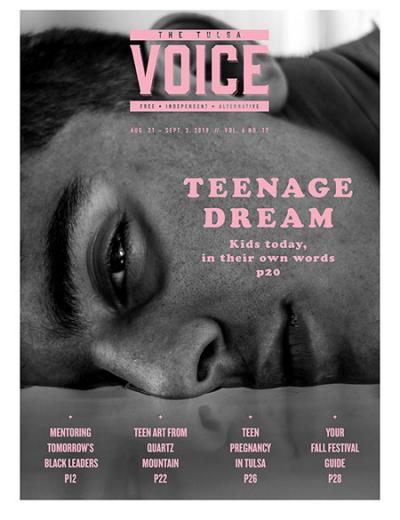 THE TULSA
VOICE
FREE • INDEPENDENT • ALTERNATIVE
AUG. 21 – SEPT. 3, 2019 // VOL. 6 NO. 17
TEENAGE
DREAM
Kids today,
in their own words
p20
+
MENTORING
TOMORROW'S
BLACK LEADERS
P12
+
TEEN ART FROM
QUARTZ
MOUNTAIN
P22
+
TEEN
PREGNANCY
IN TULSA
P26
+
YOUR
FALL FESTIVAL
GUIDE
P28